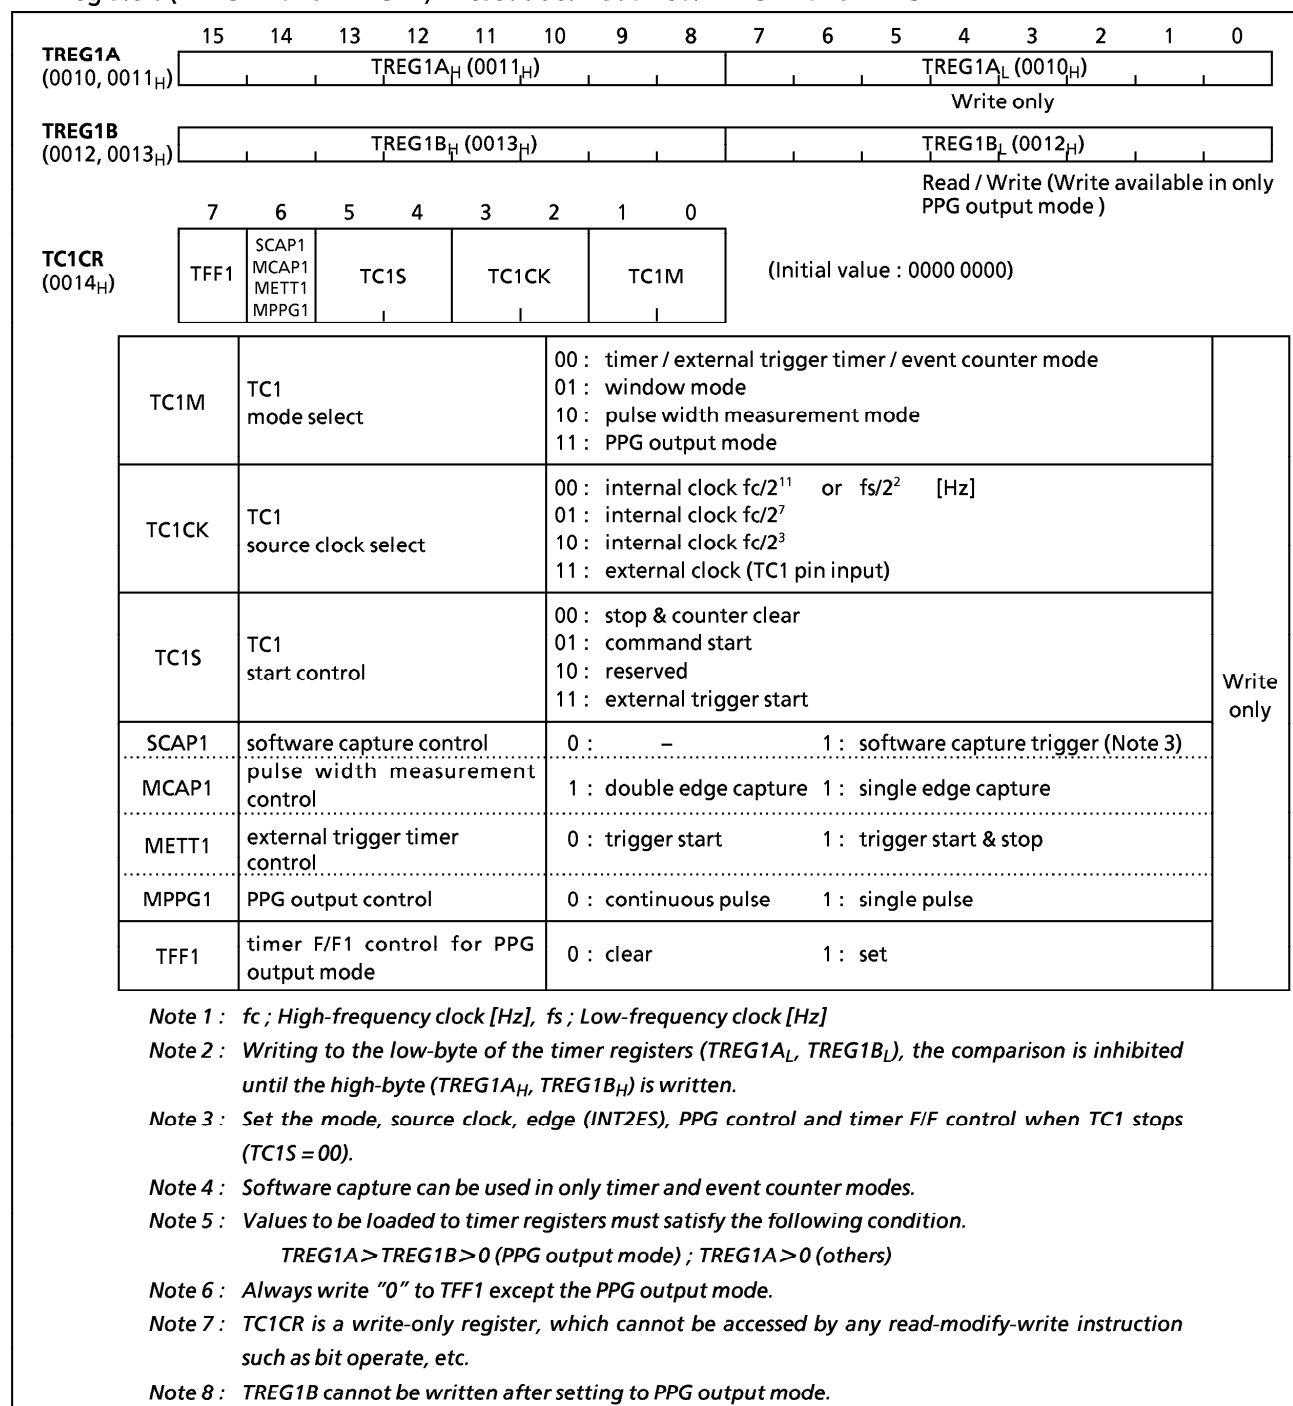 15 14 13 12 11 10 9 8 7 6 5 4 3 2 1 0
TREG1A
(0010, 0011H)
TREG1AH (0011H) TREG1AL (0010H)
Write only
TREG1B
(0012, 0013H)
TREG1BH (0013H) TREG1BL (0012H)
Read / Write (Write available in only
PPG output mode )
7 6 5 4 3 2 1 0
TC1CR
(0014H)
TFF1
SCAP1
MCAP1
METT1
MPPG1
TC1S TC1CK TC1M
(Initial value : 0000 0000)
TC1M
TC1
mode select
00 : timer / external trigger timer / event counter mode
01 : window mode
10 : pulse width measurement mode
11 : PPG output mode
TC1CK
TC1
source clock select
00 : internal clock fc/2¹¹ or fs/2² [Hz]
01 : internal clock fc/2⁷
10 : internal clock fc/2³
11 : external clock (TC1 pin input)
TC1S
TC1
start control
00 : stop & counter clear
01 : command start
10 : reserved
11 : external trigger start
Write
only
SCAP1 software capture control 0 : – 1 : software capture trigger (Note 3)
MCAP1
pulse width measurement
control
1 : double edge capture 1 : single edge capture
METT1
external trigger timer
control
0 : trigger start 1 : trigger start & stop
MPPG1 PPG output control 0 : continuous pulse 1 : single pulse
TFF1
timer F/F1 control for PPG
output mode
0 : clear 1 : set
Note 1 : fc ; High-frequency clock [Hz], fs ; Low-frequency clock [Hz]
Note 2 : Writing to the low-byte of the timer registers (TREG1AL, TREG1BL), the comparison is inhibited
until the high-byte (TREG1AH, TREG1BH) is written.
Note 3 : Set the mode, source clock, edge (INT2ES), PPG control and timer F/F control when TC1 stops
(TC1S = 00).
Note 4 : Software capture can be used in only timer and event counter modes.
Note 5 : Values to be loaded to timer registers must satisfy the following condition.
TREG1A > TREG1B > 0 (PPG output mode) ; TREG1A > 0 (others)
Note 6 : Always write "0" to TFF1 except the PPG output mode.
Note 7 : TC1CR is a write-only register, which cannot be accessed by any read-modify-write instruction
such as bit operate, etc.
Note 8 : TREG1B cannot be written after setting to PPG output mode.